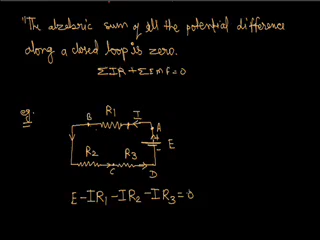 "The alzebric sum of all the potential difference
along a closed loop is zero.
ΣIR + ΣEmf = 0
eg.
B R1 I A
E
R2 C R3 D
E - IR1 - IR2 - IR3 = 0